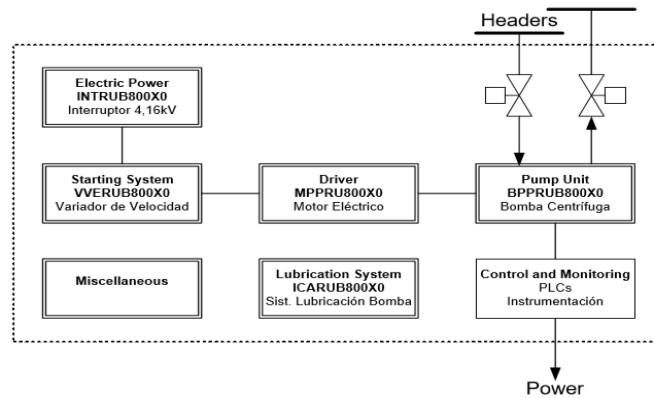 Headers
Electric Power
INTRUB800X0
Interruptor 4,16kV
Starting System
VVERUB800X0
Variador de Velocidad
Driver
MPPRU800X0
Motor Eléctrico
Pump Unit
BPPRUB800X0
Bomba Centrífuga
Miscellaneous
Lubrication System
ICARUB800X0
Sist. Lubricación Bomba
Control and Monitoring
PLCs
Instrumentación
Power